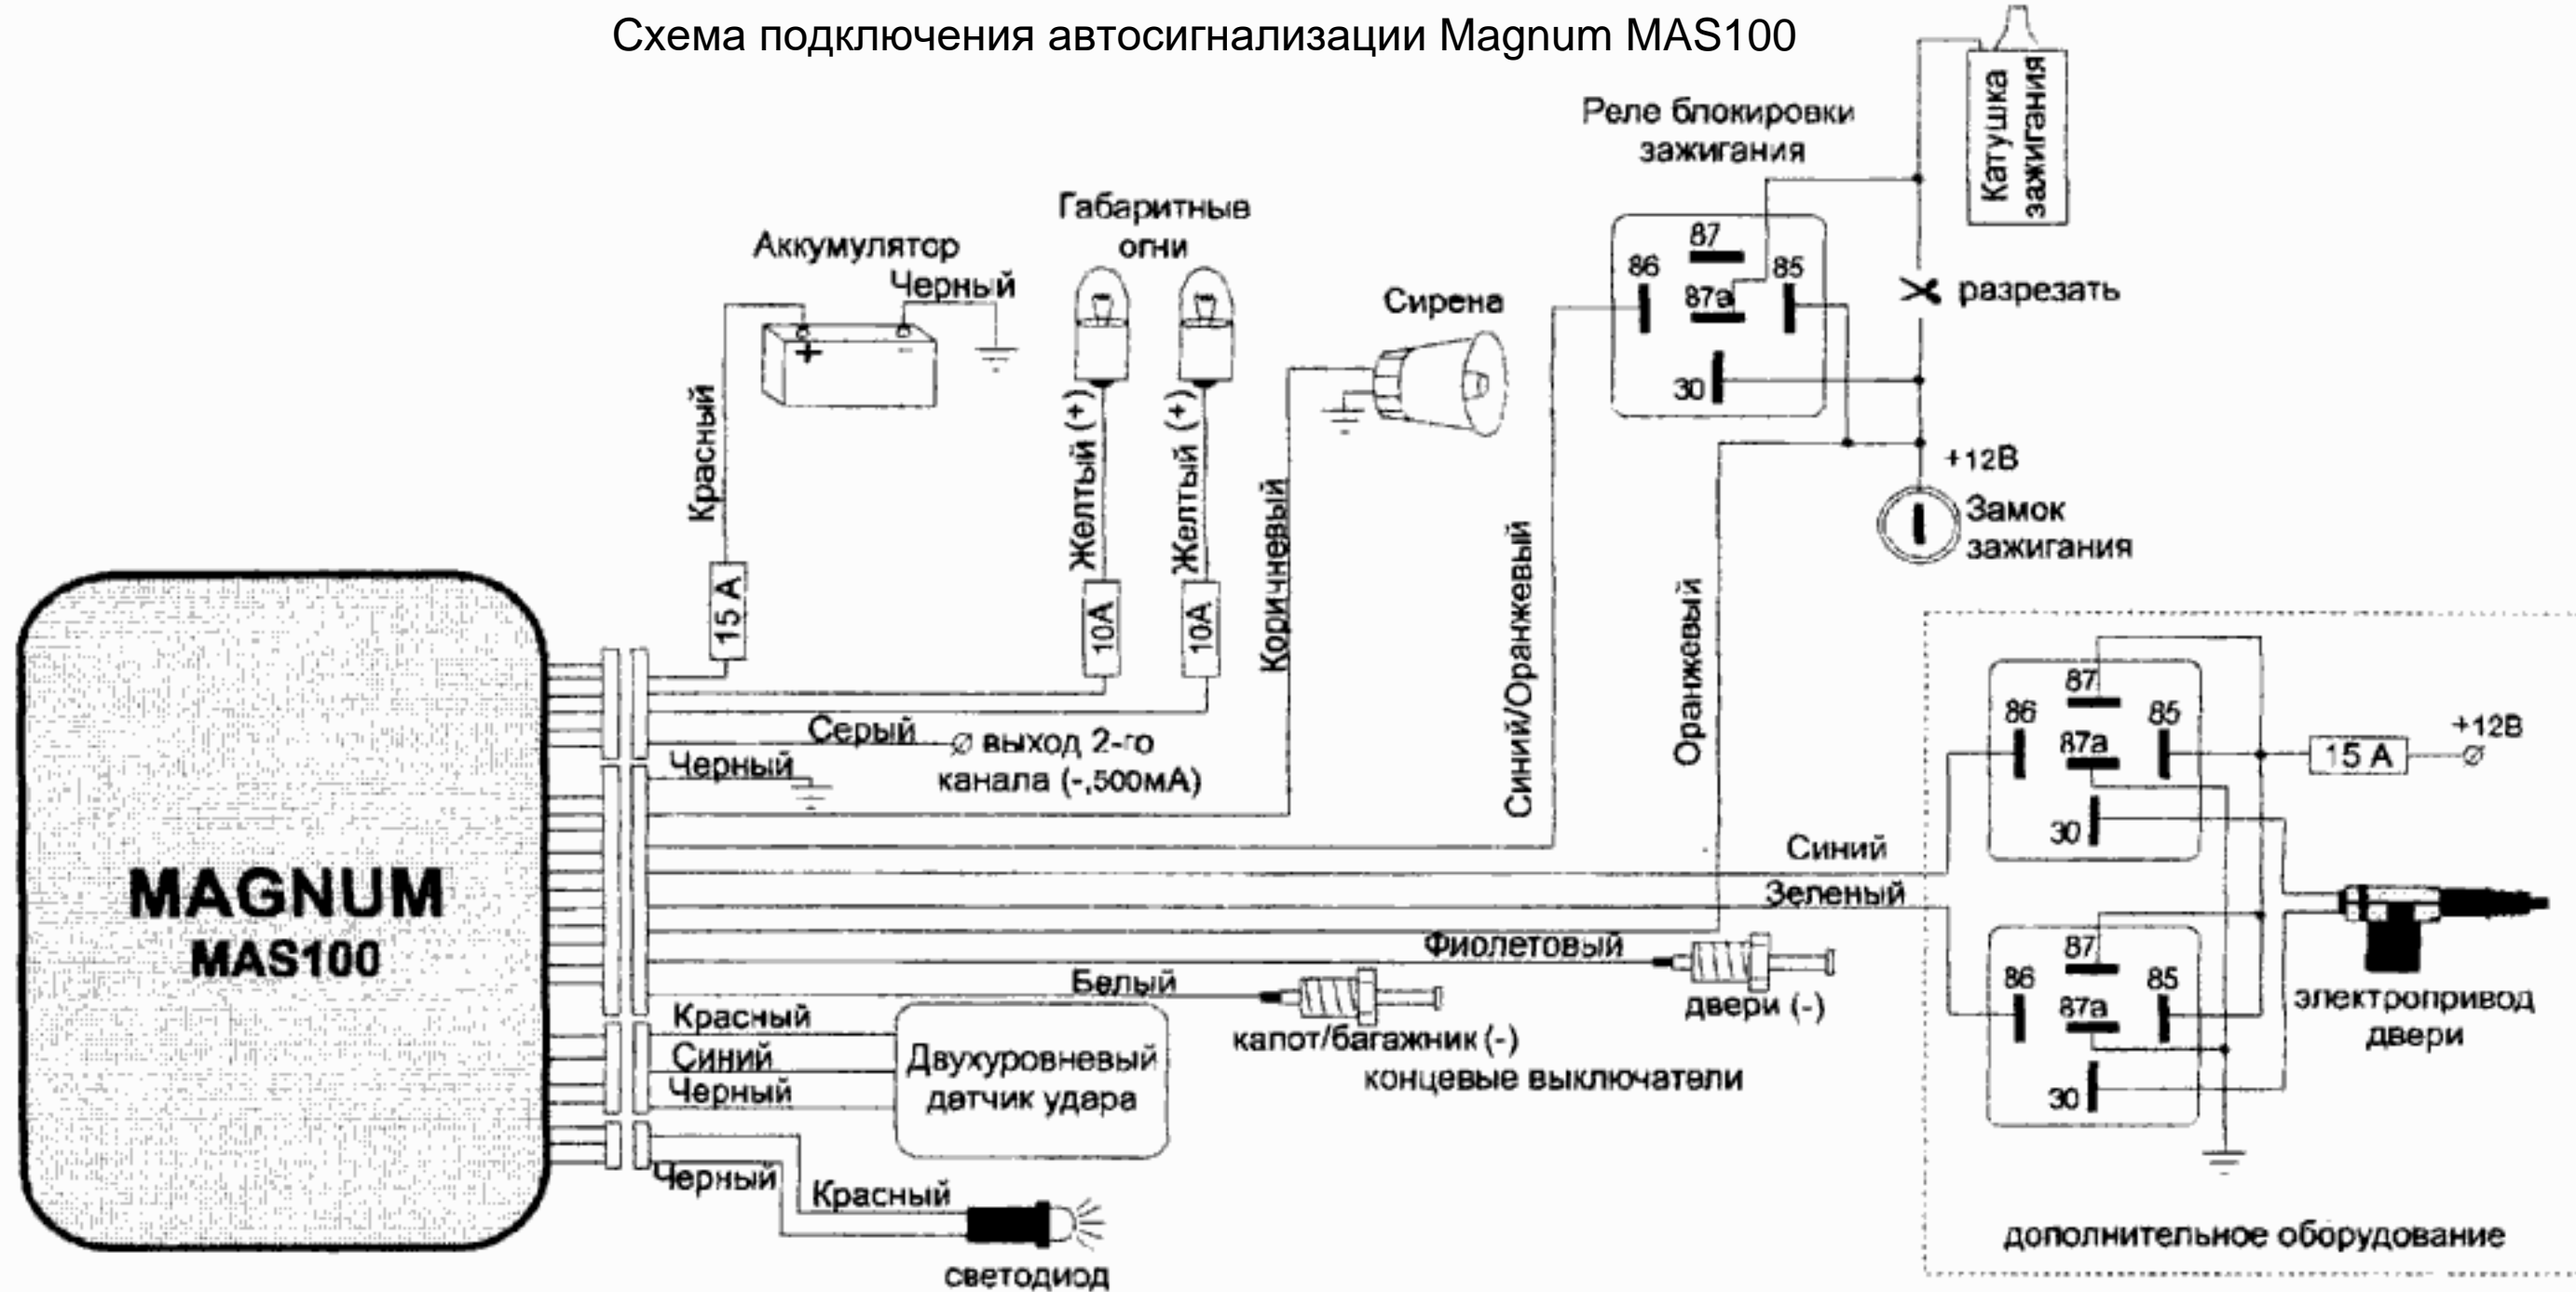 Схема подключения автосигнализации Magnum MAS100
Катушка
зажигания
Реле блокировки
зажигания
87
86
85
87а
30
разрезать
+12В
Замок
зажигания
Аккумулятор
Черный
+
-
Красный
15 А
Габаритные
огни
Желтый (+)
Желтый (+)
10А
10А
Сирена
Коричневый
Синий/Оранжевый
Оранжевый
Серый
выход 2-го
канала (-,500мА)
Черный
MAGNUM
MAS100
Синий
Зеленый
Фиолетовый
двери (-)
Белый
капот/багажник (-)
концевые выключатели
Красный
Синий
Черный
Двухуровневый
датчик удара
Черный
Красный
светодиод
87
86
85
87а
30
15 А
+12В
87
86
85
87а
30
электропривод
двери
дополнительное оборудование